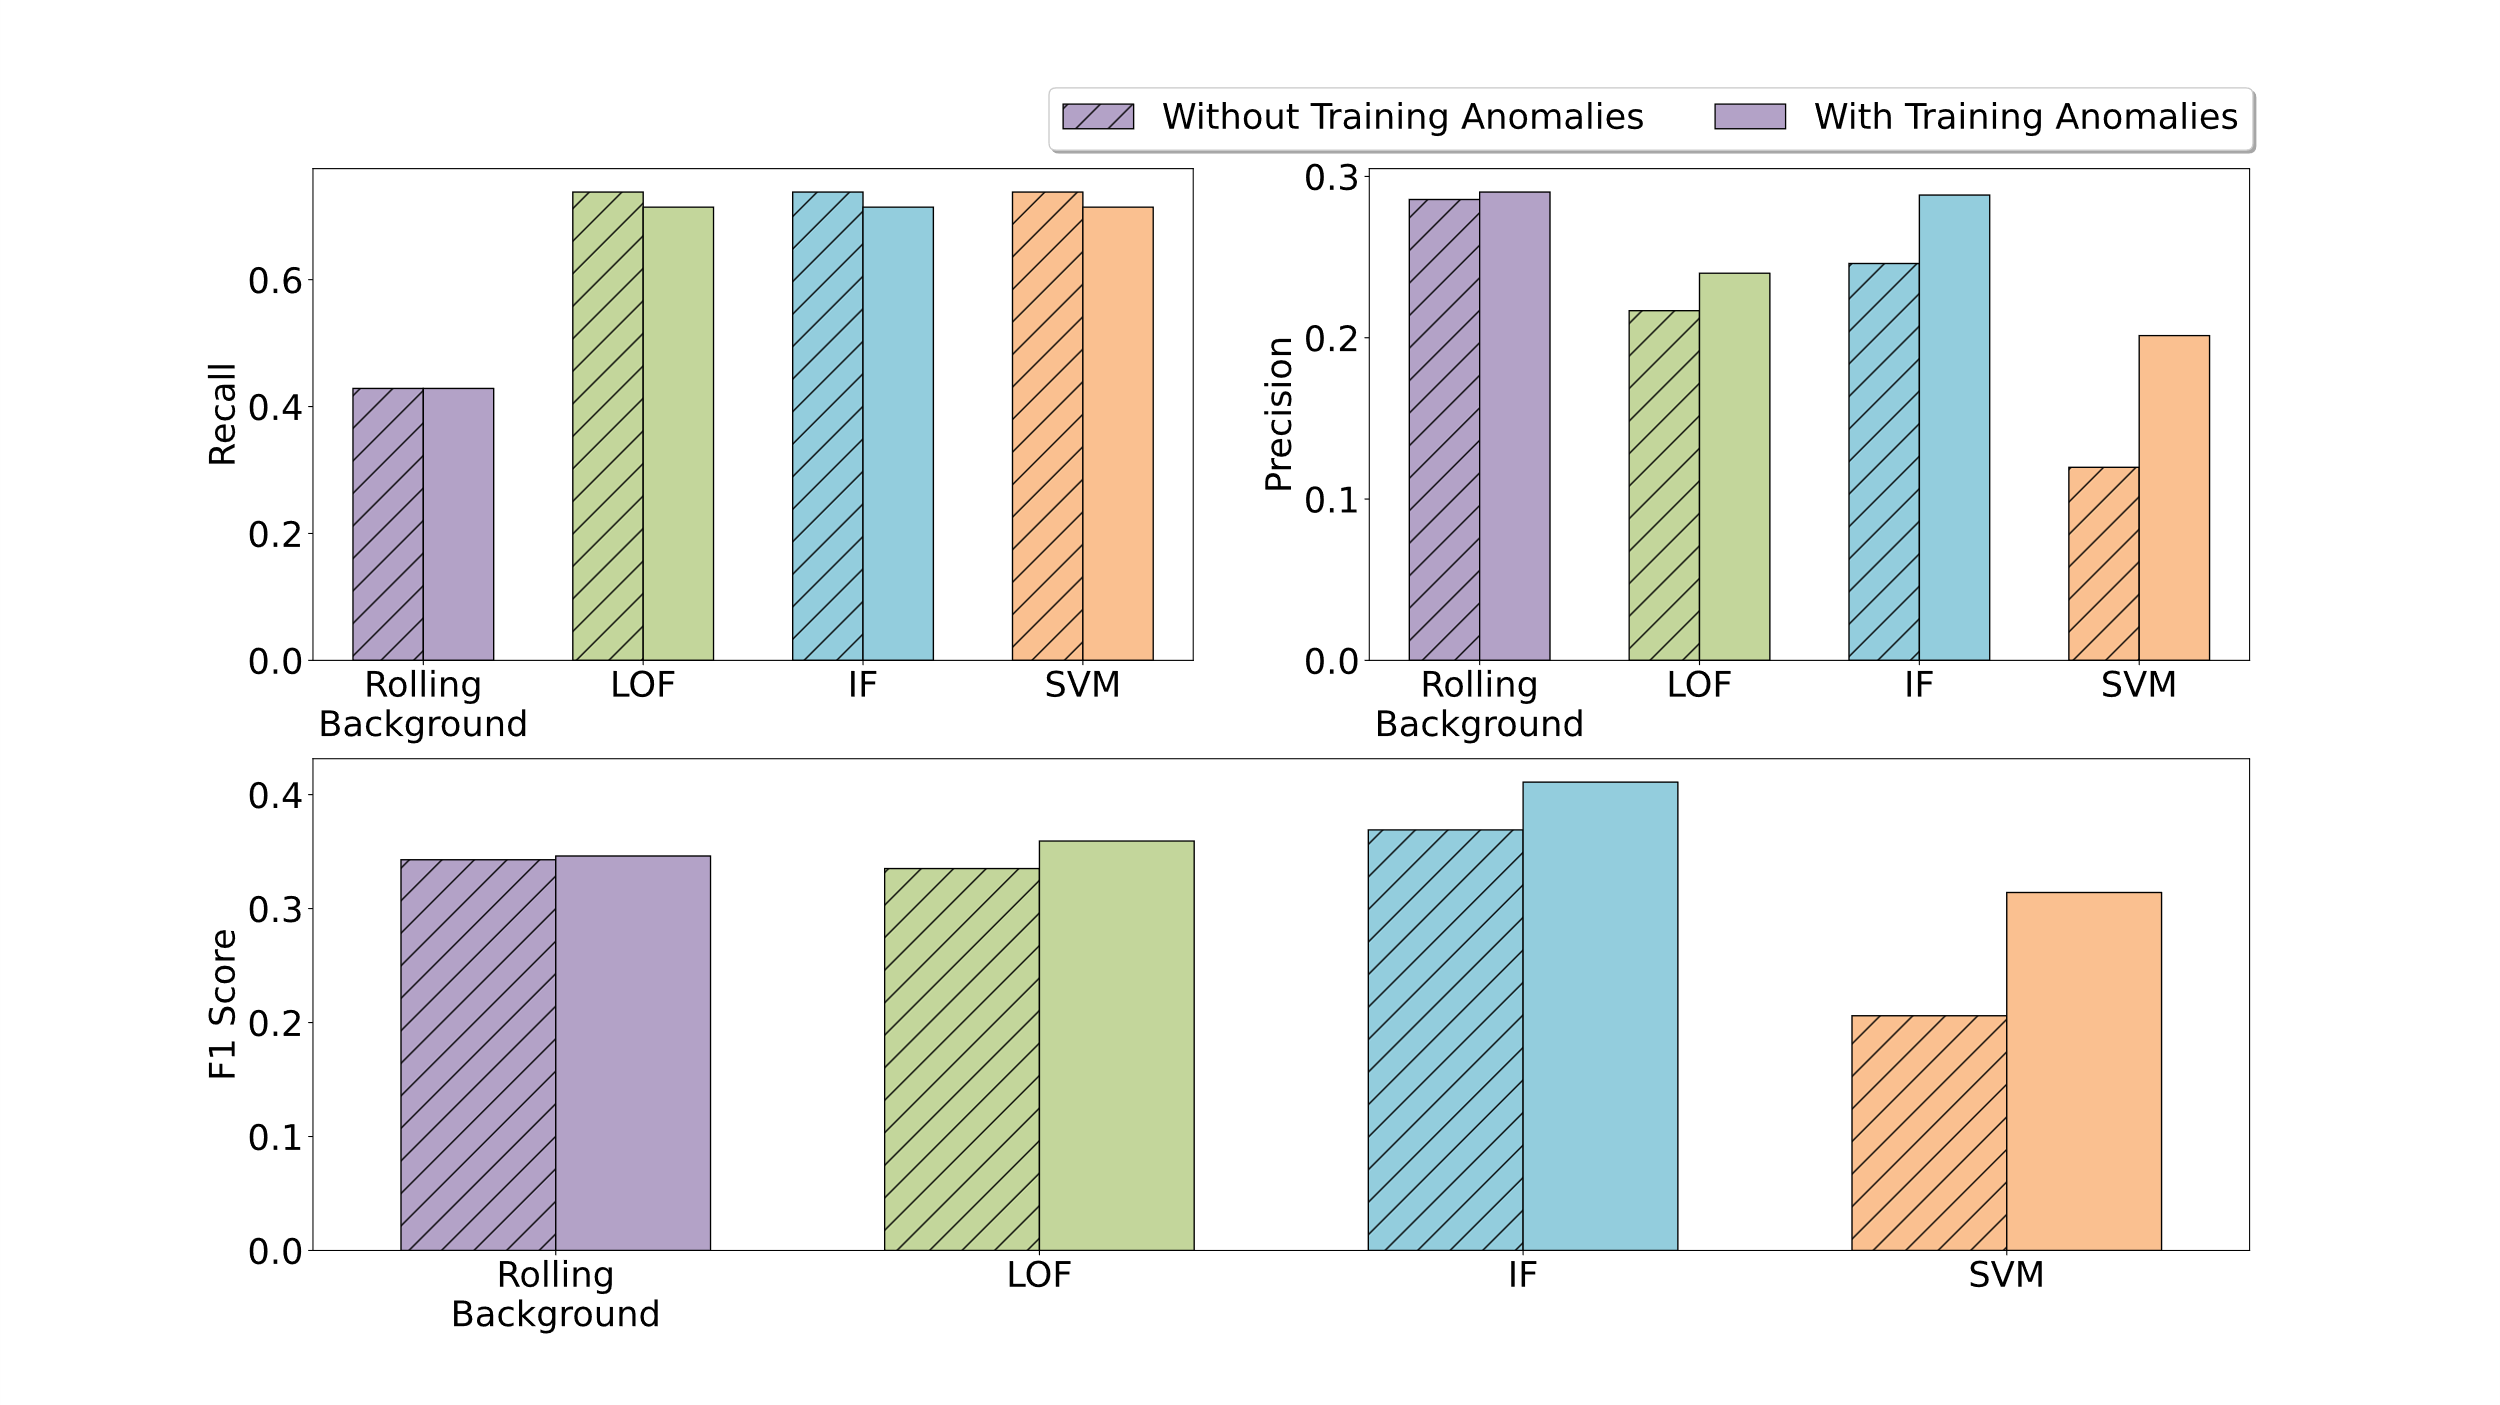 Without Training Anomalies With Training Anomalies
Recall
0.6
0.4
0.2
0.0
Rolling Background LOF IF SVM
Precision
0.3
0.2
0.1
0.0
Rolling Background LOF IF SVM
F1 Score
0.4
0.3
0.2
0.1
0.0
Rolling Background LOF IF SVM